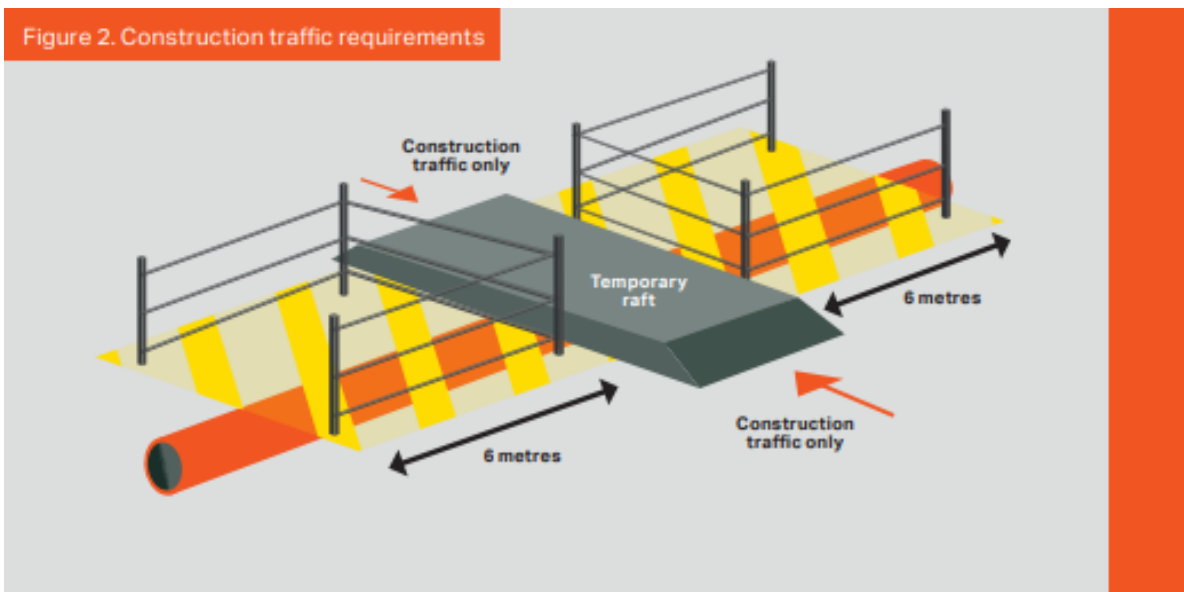 Figure 2. Construction traffic requirements
Construction
traffic only
Temporary
raft
6 metres
Construction
traffic only
6 metres